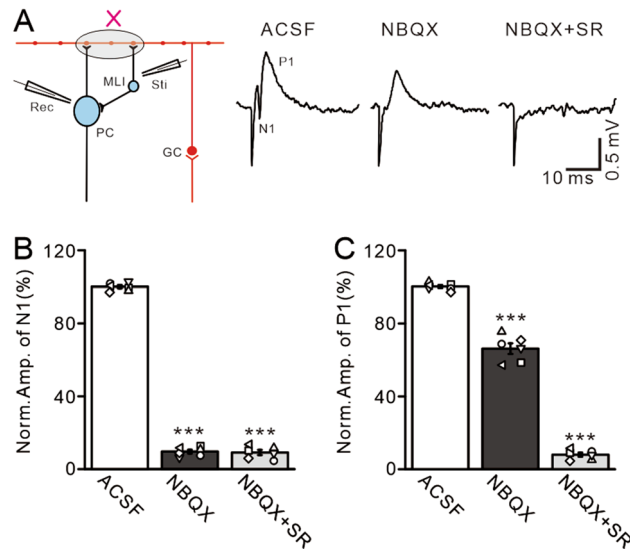 A
X
ACSF
NBQX
NBQX+SR
P1
N1
MLI
Sti
Rec
PC
GC
0.5 mV
10 ms
B
Norm.Amp. of N1(%)
120
80
40
0
***
***
ACSF
NBQX
NBQX+SR
C
Norm.Amp. of P1(%)
120
80
40
0
***
***
ACSF
NBQX
NBQX+SR